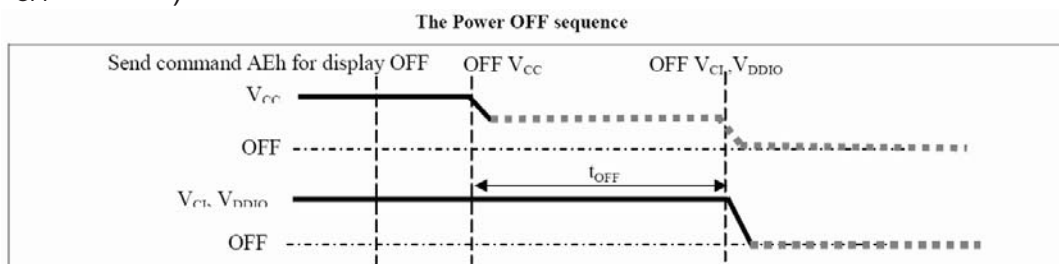 The Power OFF sequence
Send command AEh for display OFF OFF VCC OFF VCI, VDDIO
VCC
OFF
tOFF
VCI, VDDIO
OFF